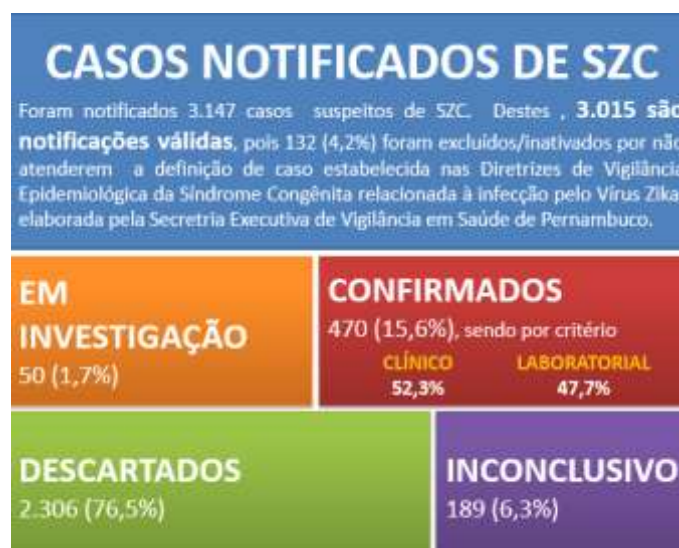 CASOS NOTIFICADOS DE SZC
Foram notificados 3.147 casos suspeitos de SZC. Destes , 3.015 são
notificações válidas, pois 132 (4,2%) foram excluídos/inativados por não
atenderem a definição de caso estabelecida nas Diretrizes de Vigilância
Epidemiológica da Síndrome Congênita relacionada à infecção pelo Vírus Zika
elaborada pela Secretria Executiva de Vigilância em Saúde de Pernambuco.
EM
INVESTIGAÇÃO
50 (1,7%)
CONFIRMADOS
470 (15,6%), sendo por critério
CLÍNICO LABORATORIAL
52,3% 47,7%
DESCARTADOS
2.306 (76,5%)
INCONCLUSIVO
189 (6,3%)